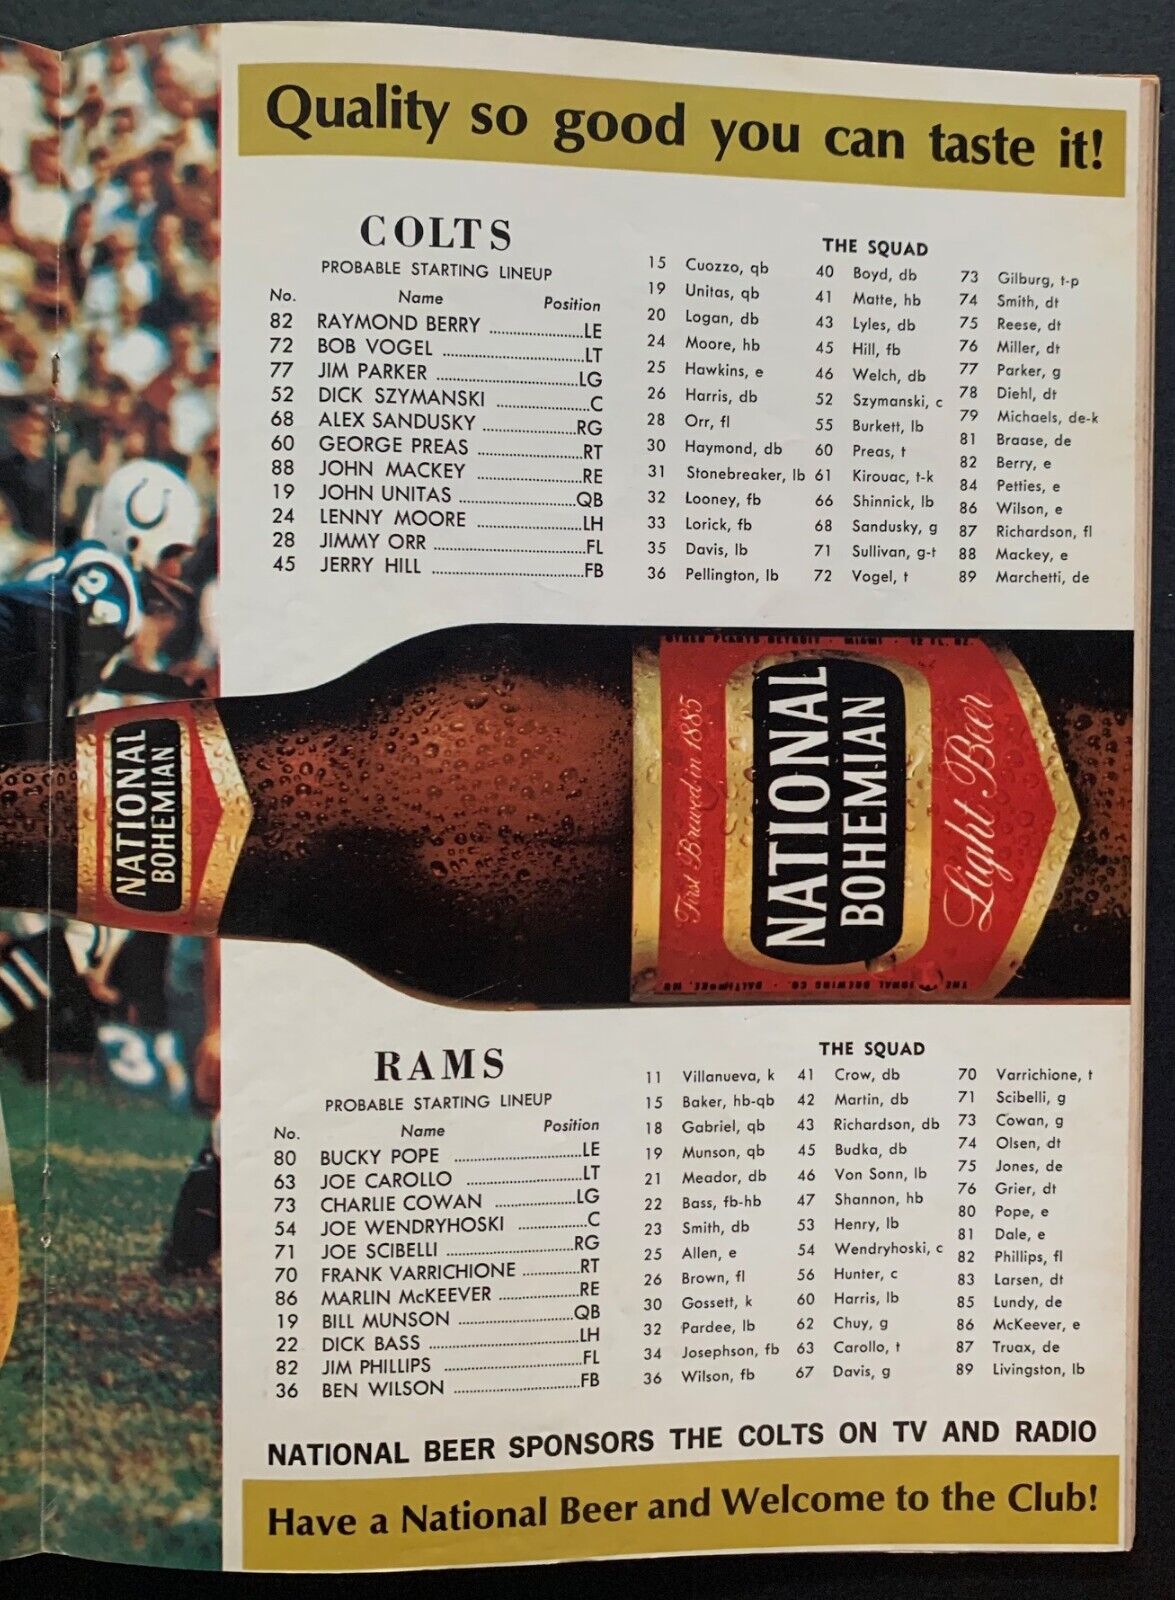 Quality so good you can taste it!
COLTS
PROBABLE STARTING LINEUP
No. Name Position
82 RAYMOND BERRY ....................LE
72 BOB VOGEL ....................LT
77 JIM PARKER ....................LG
52 DICK SZYMANSKI ....................C
68 ALEX SANDUSKY ....................RG
60 GEORGE PREAS ....................RT
88 JOHN MACKEY ....................RE
19 JOHN UNITAS ....................QB
24 LENNY MOORE ....................LH
28 JIMMY ORR ....................FL
45 JERRY HILL ....................FB
THE SQUAD
15 Cuozzo, qb
19 Unitas, qb
20 Logan, db
24 Moore, hb
25 Hawkins, e
26 Harris, db
28 Orr, fl
30 Haymond, db
31 Stonebreaker, lb
32 Looney, fb
33 Lorick, fb
35 Davis, lb
36 Pellington, lb
40 Boyd, db
41 Matte, hb
43 Lyles, db
45 Hill, fb
46 Welch, db
52 Szymanski, c
55 Burkett, lb
60 Preas, t
61 Kirouac, t-k
66 Shinnick, lb
68 Sandusky, g
71 Sullivan, g-t
72 Vogel, t
73 Gilburg, t-p
74 Smith, dt
75 Reese, dt
76 Miller, dt
77 Parker, g
78 Diehl, dt
79 Michaels, de-k
81 Braase, de
82 Berry, e
84 Petties, e
86 Wilson, e
87 Richardson, fl
88 Mackey, e
89 Marchetti, de
NATIONAL
BOHEMIAN
OTHER PLANTS DETROIT · MIAMI · 12 FL. OZ.
First Brewed in 1885
NATIONAL
BOHEMIAN
Light Beer
THE NATIONAL BREWING CO. · BALTIMORE, MD
RAMS
PROBABLE STARTING LINEUP
No. Name Position
80 BUCKY POPE ....................LE
63 JOE CAROLLO ....................LT
73 CHARLIE COWAN ....................LG
54 JOE WENDRYHOSKI ....................C
71 JOE SCIBELLI ....................RG
70 FRANK VARRICHIONE ....................RT
86 MARLIN McKEEVER ....................RE
19 BILL MUNSON ....................QB
22 DICK BASS ....................LH
82 JIM PHILLIPS ....................FL
36 BEN WILSON ....................FB
THE SQUAD
11 Villanueva, k
15 Baker, hb-qb
18 Gabriel, qb
19 Munson, qb
21 Meador, db
22 Bass, fb-hb
23 Smith, db
25 Allen, e
26 Brown, fl
30 Gossett, k
32 Pardee, lb
34 Josephson, fb
36 Wilson, fb
41 Crow, db
42 Martin, db
43 Richardson, db
45 Budka, db
46 Von Sonn, lb
47 Shannon, hb
53 Henry, lb
54 Wendryhoski, c
56 Hunter, c
60 Harris, lb
62 Chuy, g
63 Carollo, t
67 Davis, g
70 Varrichione, t
71 Scibelli, g
73 Cowan, g
74 Olsen, dt
75 Jones, de
76 Grier, dt
80 Pope, e
81 Dale, e
82 Phillips, fl
83 Larsen, dt
85 Lundy, de
86 McKeever, e
87 Truax, de
89 Livingston, lb
NATIONAL BEER SPONSORS THE COLTS ON TV AND RADIO
Have a National Beer and Welcome to the Club!